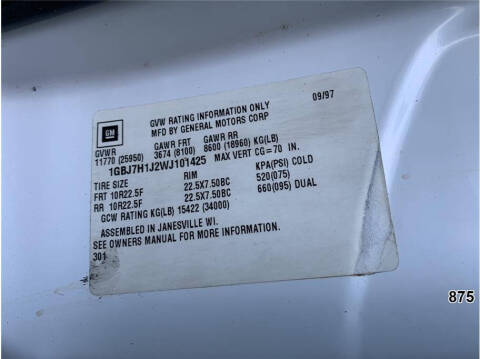 GVW RATING INFORMATION ONLY 09/97
MFD BY GENERAL MOTORS CORP
GM
GVWR GAWR FRT GAWR RR
11770 (25950) 3674 (8100) 8600 (18960) KG(LB)
1GBJ7H1J2WJ101425 MAX VERT CG= 70 IN.
TIRE SIZE RIM KPA(PSI) COLD
FRT 10R22.5F 22.5X7.50BC 520(075)
RR 10R22.5F 22.5X7.50BC 660(095) DUAL
GCW RATING KG(LB) 15422 (34000)
ASSEMBLED IN JANESVILLE WI.
SEE OWNERS MANUAL FOR MORE INFORMATION.
301
875